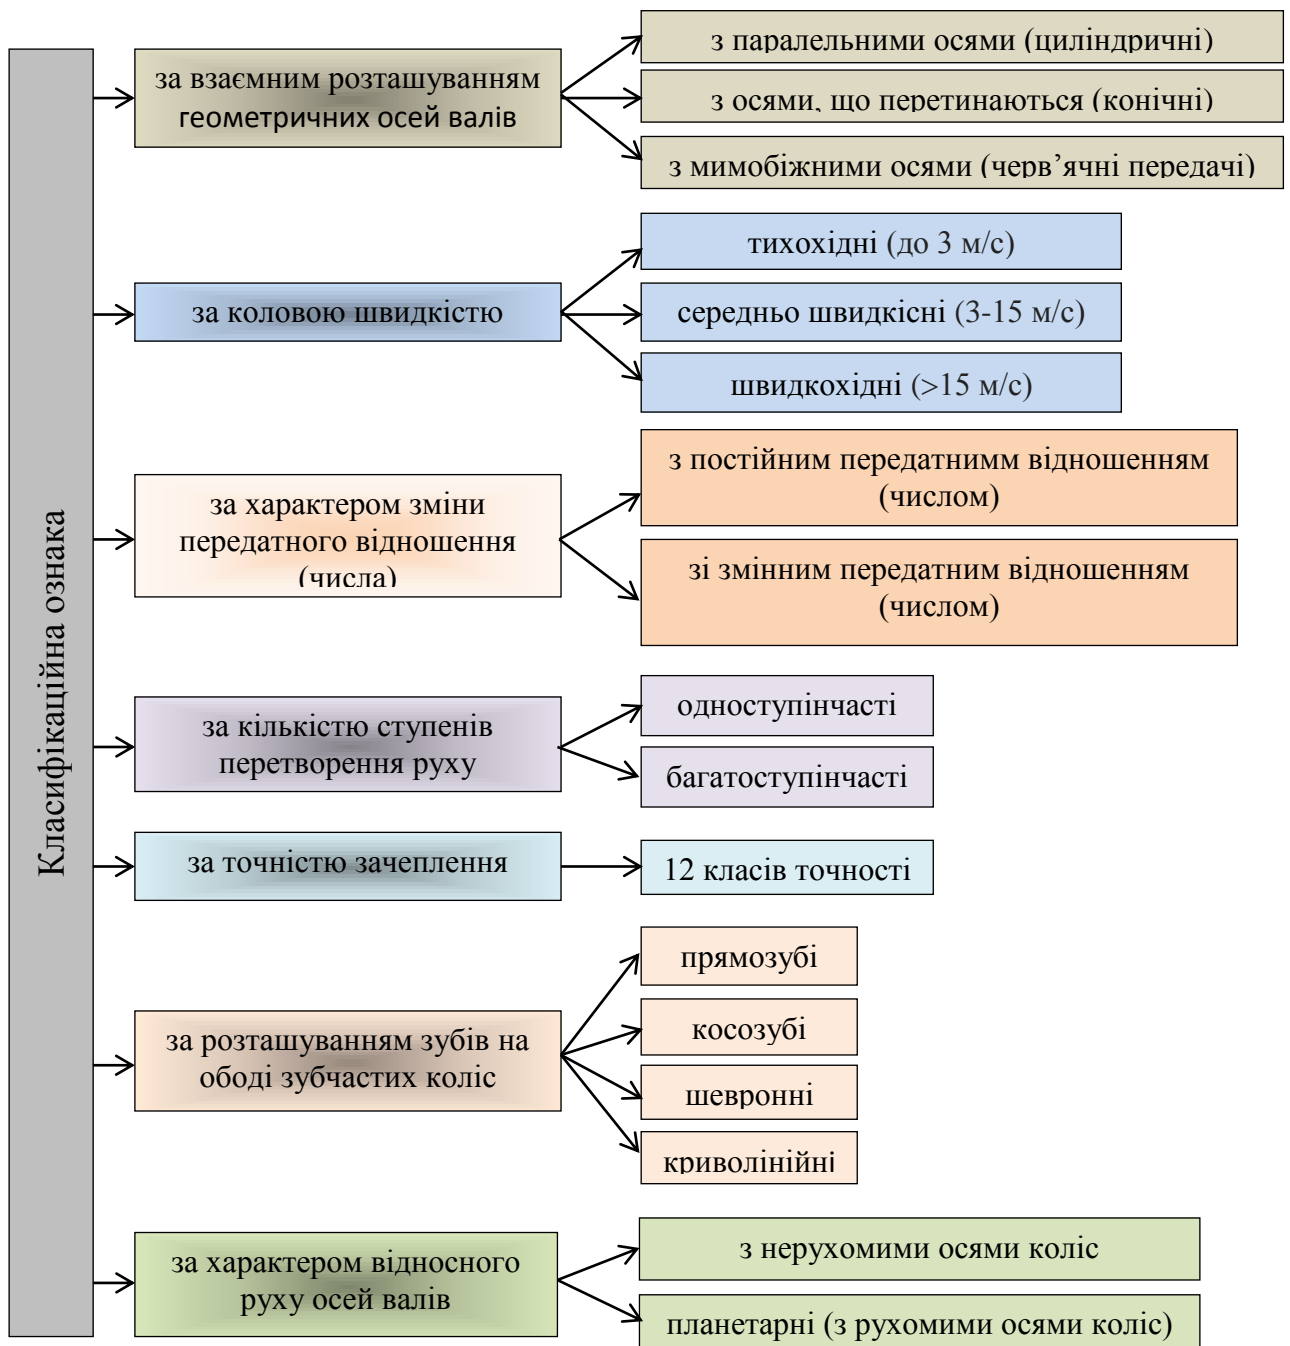 Класифікаційна ознака
за взаємним розташуванням
геометричних осей валів
з паралельними осями (циліндричні)
з осями, що перетинаються (конічні)
з мимобіжними осями (черв’ячні передачі)
за коловою швидкістю
тихохідні (до 3 м/с)
середньо швидкісні (3-15 м/с)
швидкохідні (>15 м/с)
за характером зміни
передатного відношення
(числа)
з постійним передатнимм відношенням
(числом)
зі змінним передатним відношенням
(числом)
за кількістю ступенів
перетворення руху
одноступінчасті
багатоступінчасті
за точністю зачеплення
12 класів точності
за розташуванням зубів на
ободі зубчастих коліс
прямозубі
косозубі
шевронні
криволінійні
за характером відносного
руху осей валів
з нерухомими осями коліс
планетарні (з рухомими осями коліс)